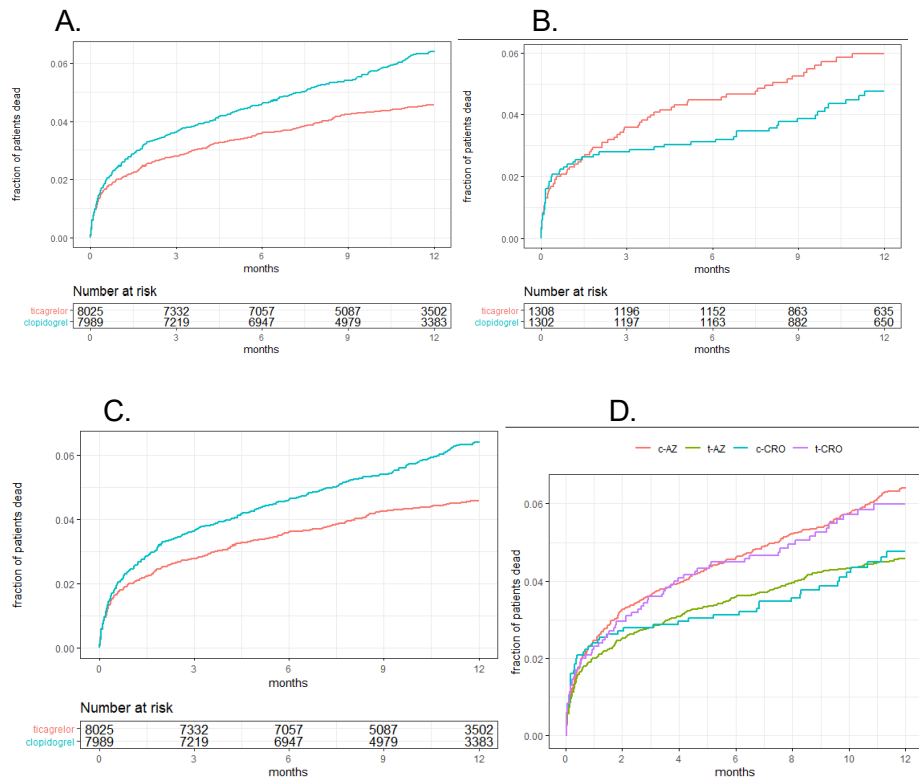 A.
fraction of patients dead
0.06
0.04
0.02
0.00
0 3 6 9 12
months
Number at risk
ticagrelor 8025 7332 7057 5087 3502
clopidogrel 7989 7219 6947 4979 3383
0 3 6 9 12
months
B.
fraction of patients dead
0.06
0.04
0.02
0.00
0 3 6 9 12
months
Number at risk
ticagrelor 1308 1196 1152 863 635
clopidogrel 1302 1197 1163 882 650
0 3 6 9 12
months
C.
fraction of patients dead
0.06
0.04
0.02
0.00
0 3 6 9 12
months
Number at risk
ticagrelor 8025 7332 7057 5087 3502
clopidogrel 7989 7219 6947 4979 3383
0 3 6 9 12
months
D.
c-AZ t-AZ c-CRO t-CRO
fraction of patients dead
0.06
0.04
0.02
0.00
0 2 4 6 8 10 12
months